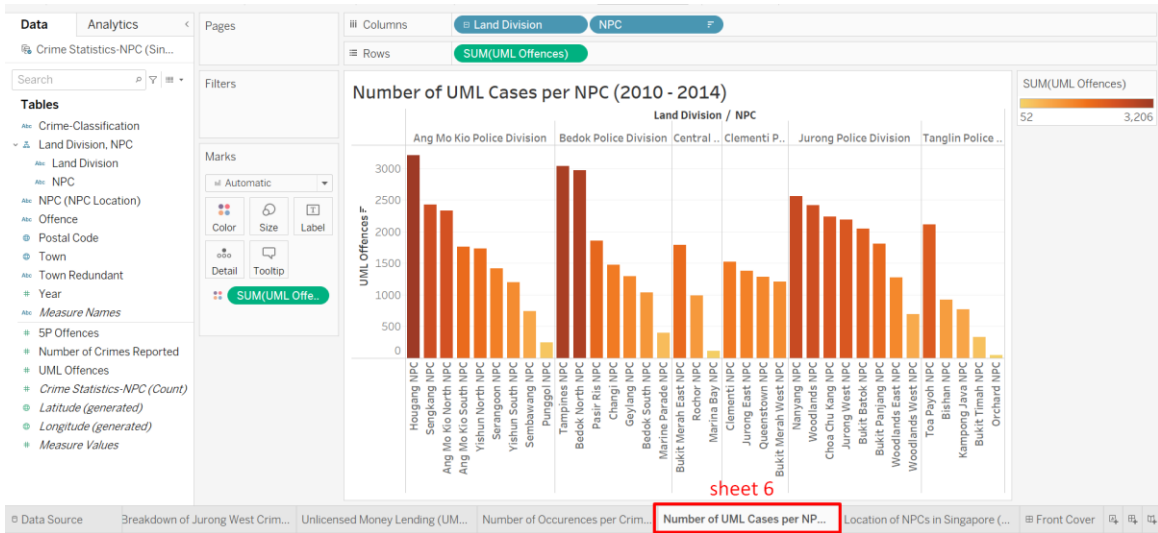 Data
Analytics
Crime Statistics-NPC (Sin...
Search
Tables
Abc Crime-Classification
Land Division, NPC
Abc Land Division
Abc NPC
Abc NPC (NPC Location)
Abc Offence
Postal Code
Town
Abc Town Redundant
# Year
Abc Measure Names
# 5P Offences
# Number of Crimes Reported
# UML Offences
# Crime Statistics-NPC (Count)
Latitude (generated)
Longitude (generated)
# Measure Values
Pages
Filters
Marks
Automatic
Color
Size
Label
Detail
Tooltip
SUM(UML Offe..
Columns
Land Division
NPC
Rows
SUM(UML Offences)
Number of UML Cases per NPC (2010 - 2014)
Land Division / NPC
Ang Mo Kio Police Division
Bedok Police Division
Central ..
Clementi P...
Jurong Police Division
Tanglin Police ..
UML Offences
3000
2500
2000
1500
1000
500
0
Hougang NPC
Sengkang NPC
Ang Mo Kio North NPC
Ang Mo Kio South NPC
Yishun North NPC
Serangoon NPC
Yishun South NPC
Sembawang NPC
Punggol NPC
Tampines NPC
Bedok North NPC
Pasir Ris NPC
Changi NPC
Geylang NPC
Bedok South NPC
Marine Parade NPC
Bukit Merah East NPC
Rochor NPC
Marina Bay NPC
Clementi NPC
Jurong East NPC
Queenstown NPC
Bukit Merah West NPC
Nanyang NPC
Woodlands NPC
Choa Chu Kang NPC
Jurong West NPC
Bukit Batok NPC
Bukit Panjang NPC
Woodlands East NPC
Woodlands West NPC
Toa Payoh NPC
Bishan NPC
Kampong Java NPC
Bukit Timah NPC
Orchard NPC
SUM(UML Offences)
52
3,206
sheet 6
Data Source
Breakdown of Jurong West Crim...
Unlicensed Money Lending (UM...
Number of Occurences per Crim...
Number of UML Cases per NP...
Location of NPCs in Singapore (...
Front Cover